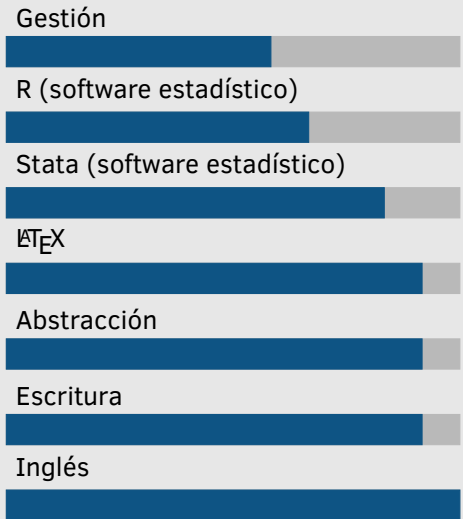 Gestión
R (software estadístico)
Stata (software estadístico)
LATEX
Abstracción
Escritura
Inglés